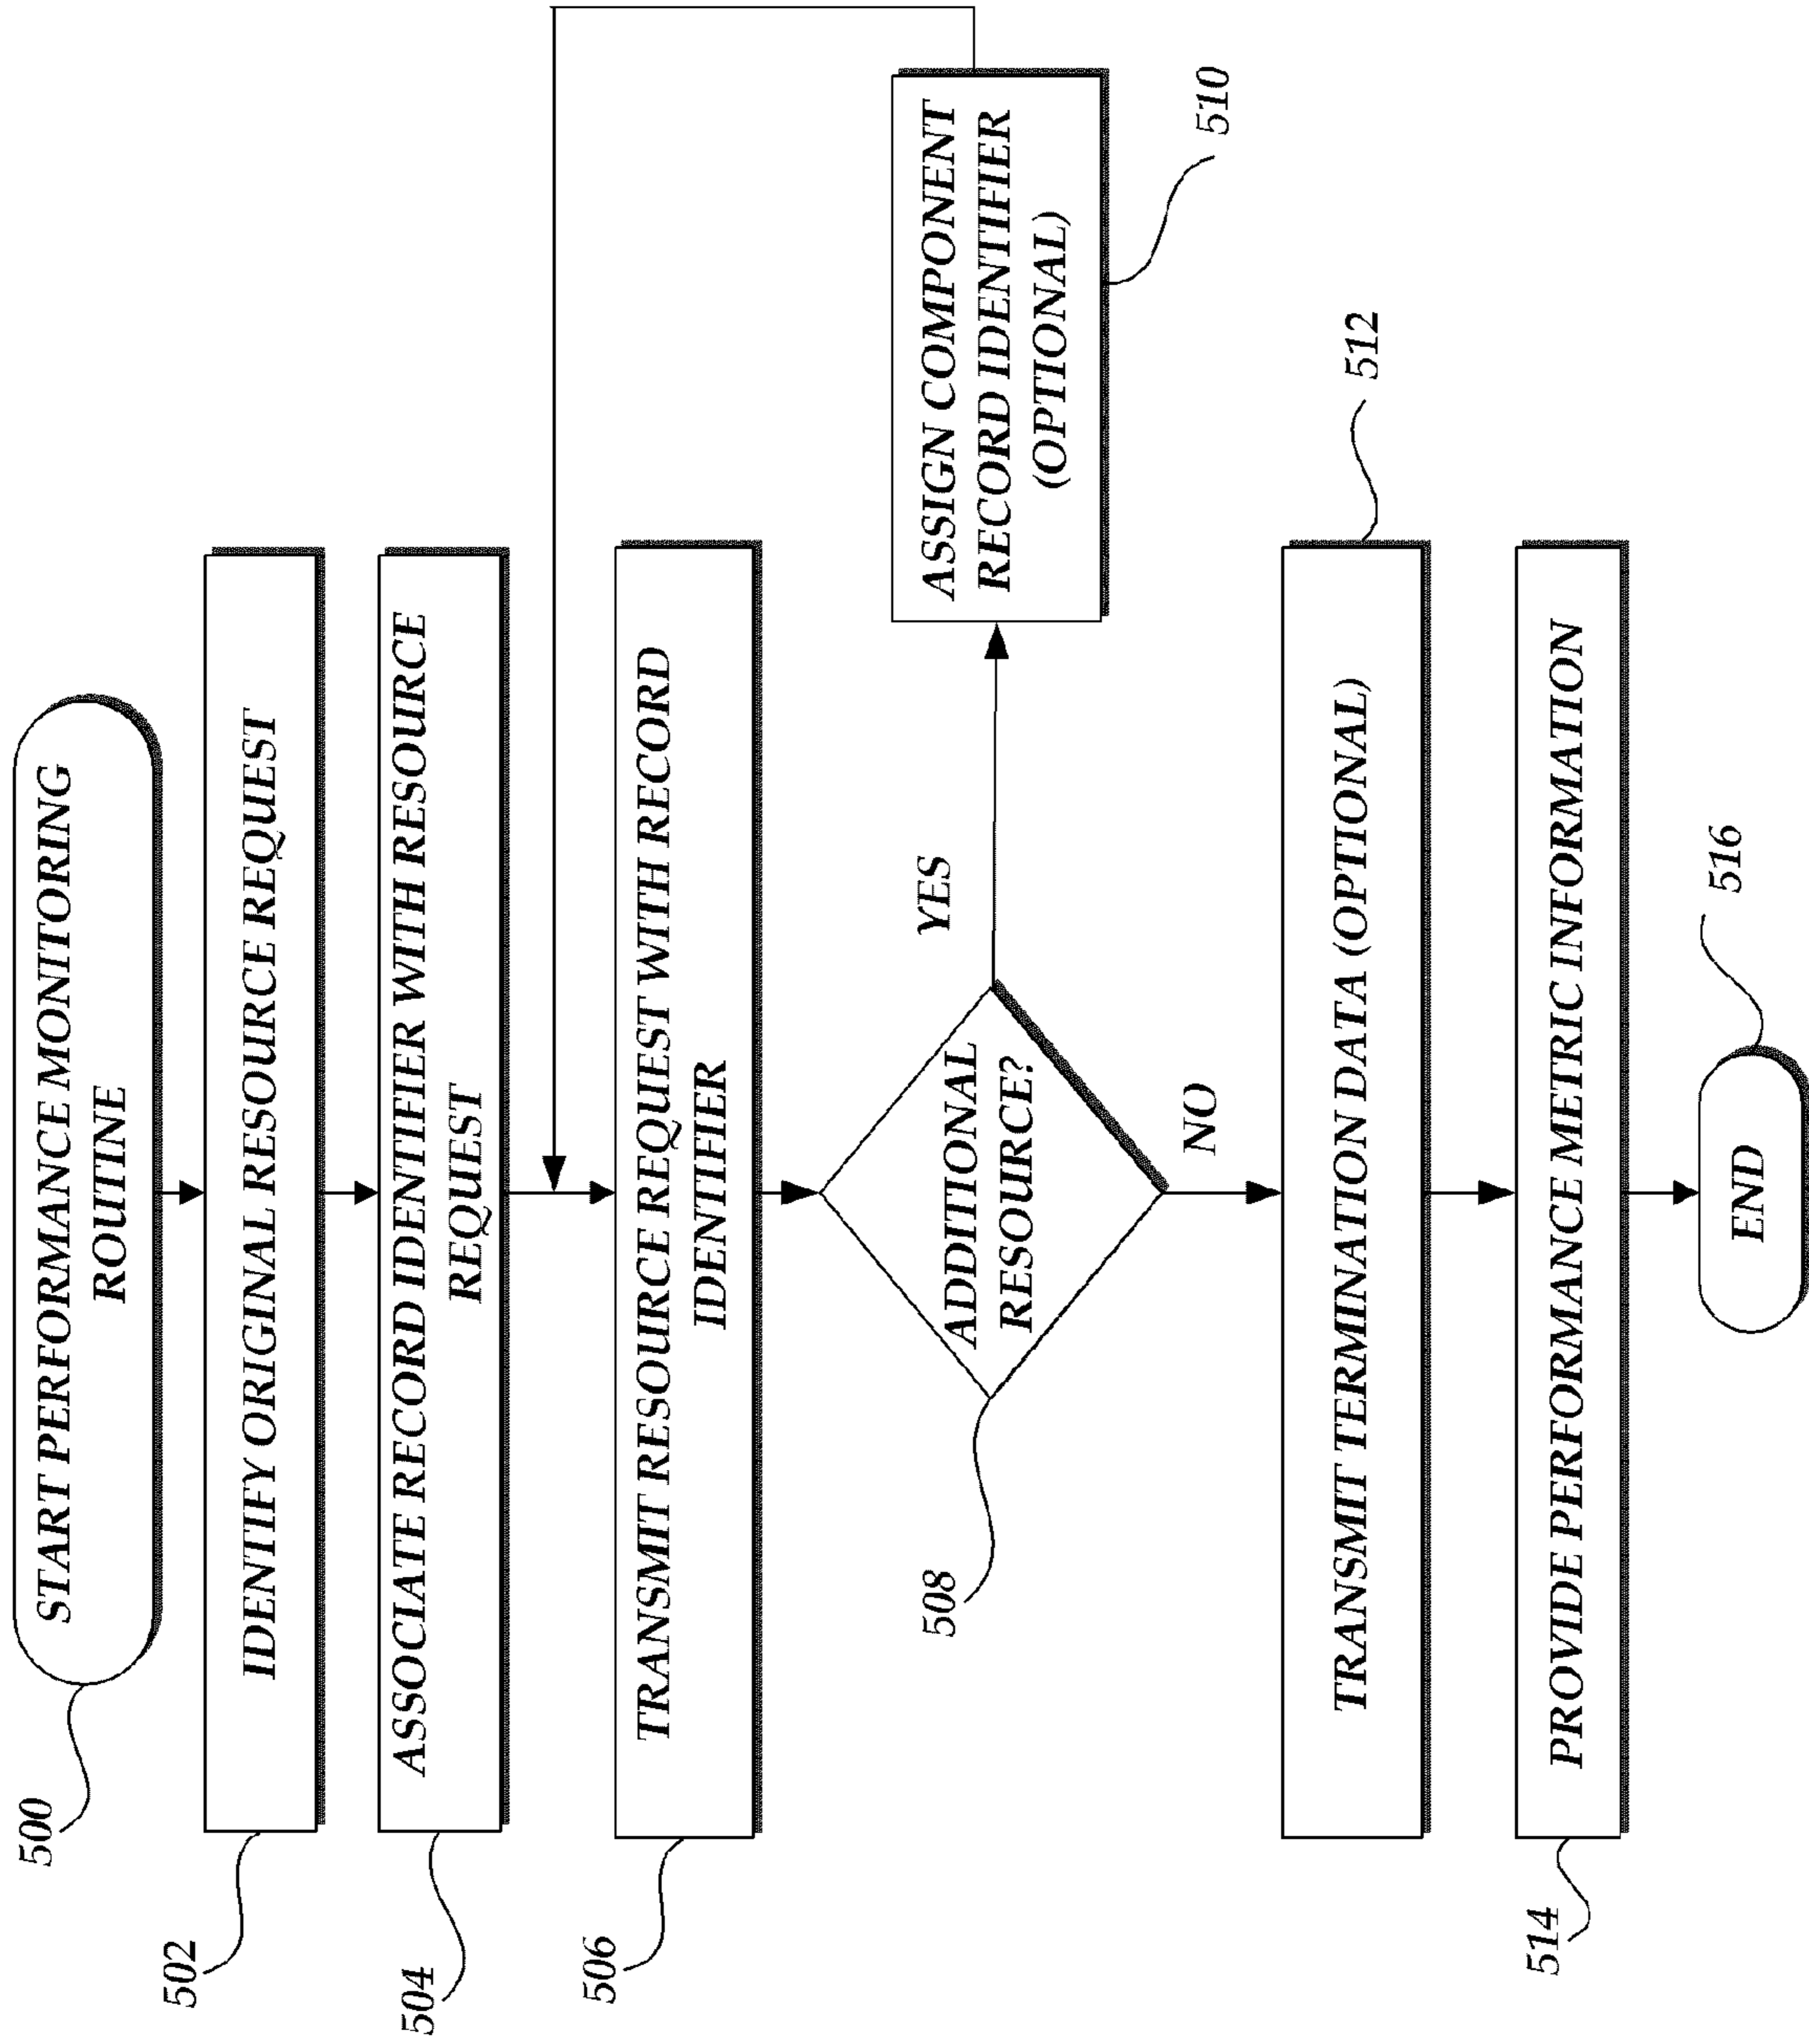 500
START PERFORMANCE MONITORING
ROUTINE
502
IDENTIFY ORIGINAL RESOURCE REQUEST
504
ASSOCIATE RECORD IDENTIFIER WITH RESOURCE
REQUEST
506
TRANSMIT RESOURCE REQUEST WITH RECORD
IDENTIFIER
508
ADDITIONAL
RESOURCE?
YES
ASSIGN COMPONENT
RECORD IDENTIFIER
(OPTIONAL)
510
NO
512
TRANSMIT TERMINATION DATA (OPTIONAL)
514
PROVIDE PERFORMANCE METRIC INFORMATION
516
END